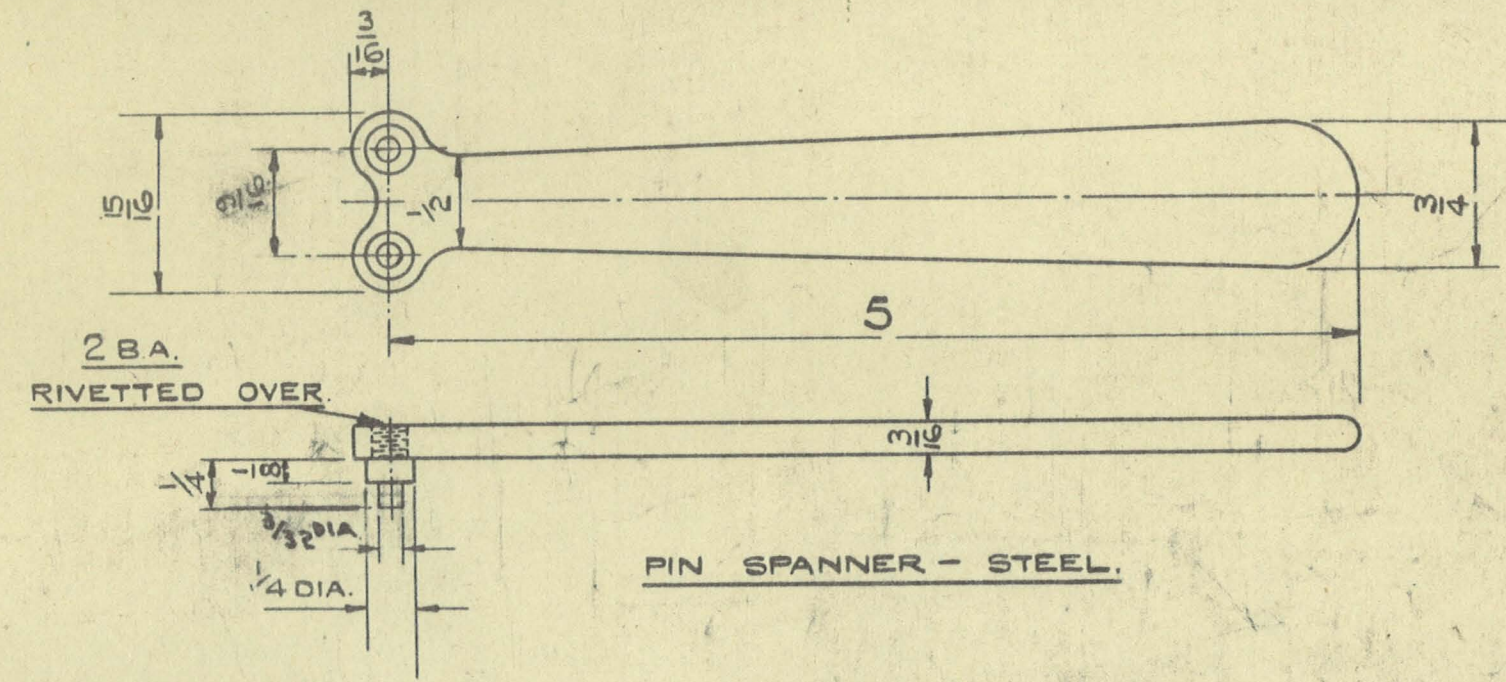 3/16
15/16
9/16
1/2
3/4
5
2 B.A.
RIVETTED OVER.
3/16
1/4
1/8
3/32 DIA
1/4 DIA.
PIN SPANNER - STEEL.